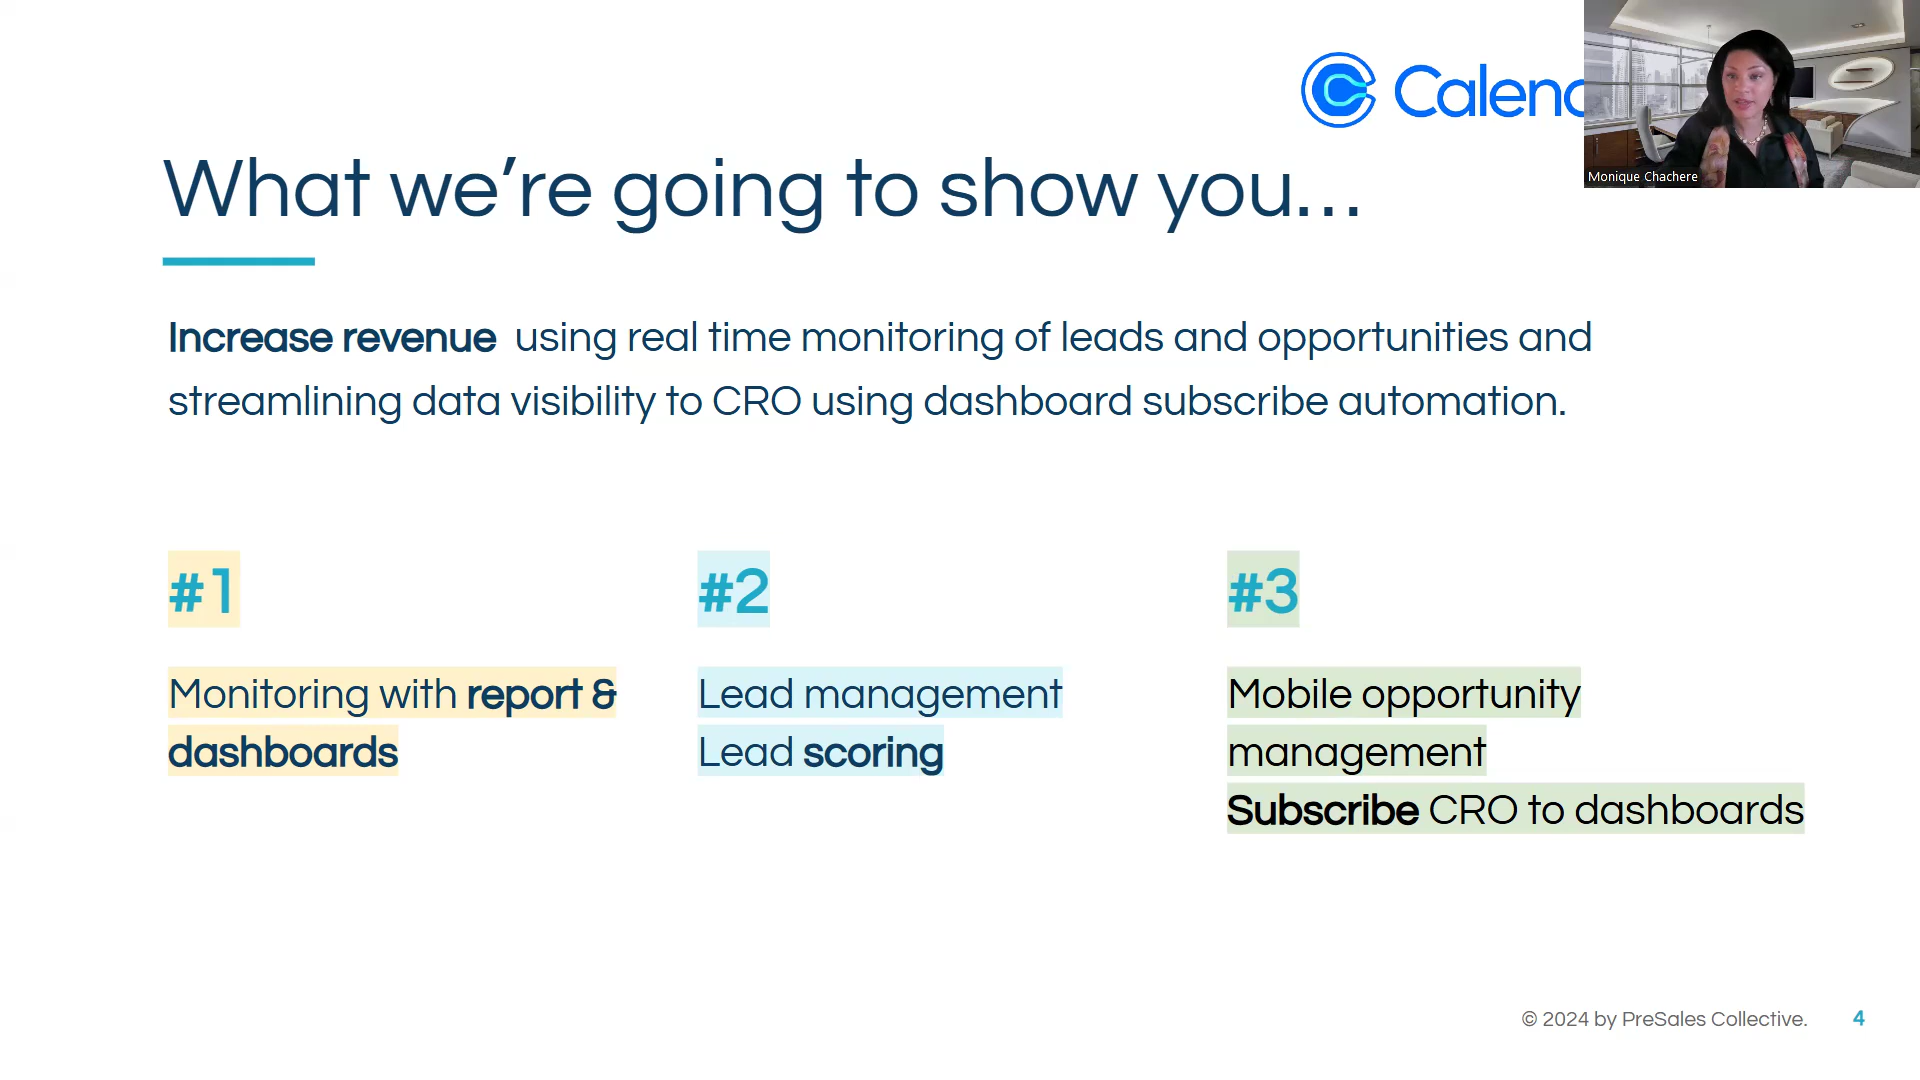 Calend
Monique Chachere
What we’re going to show you...
Increase revenue using real time monitoring of leads and opportunities and
streamlining data visibility to CRO using dashboard subscribe automation.
#1
Monitoring with report &
dashboards
#2
Lead management
Lead scoring
#3
Mobile opportunity
management
Subscribe CRO to dashboards
© 2024 by PreSales Collective.
4